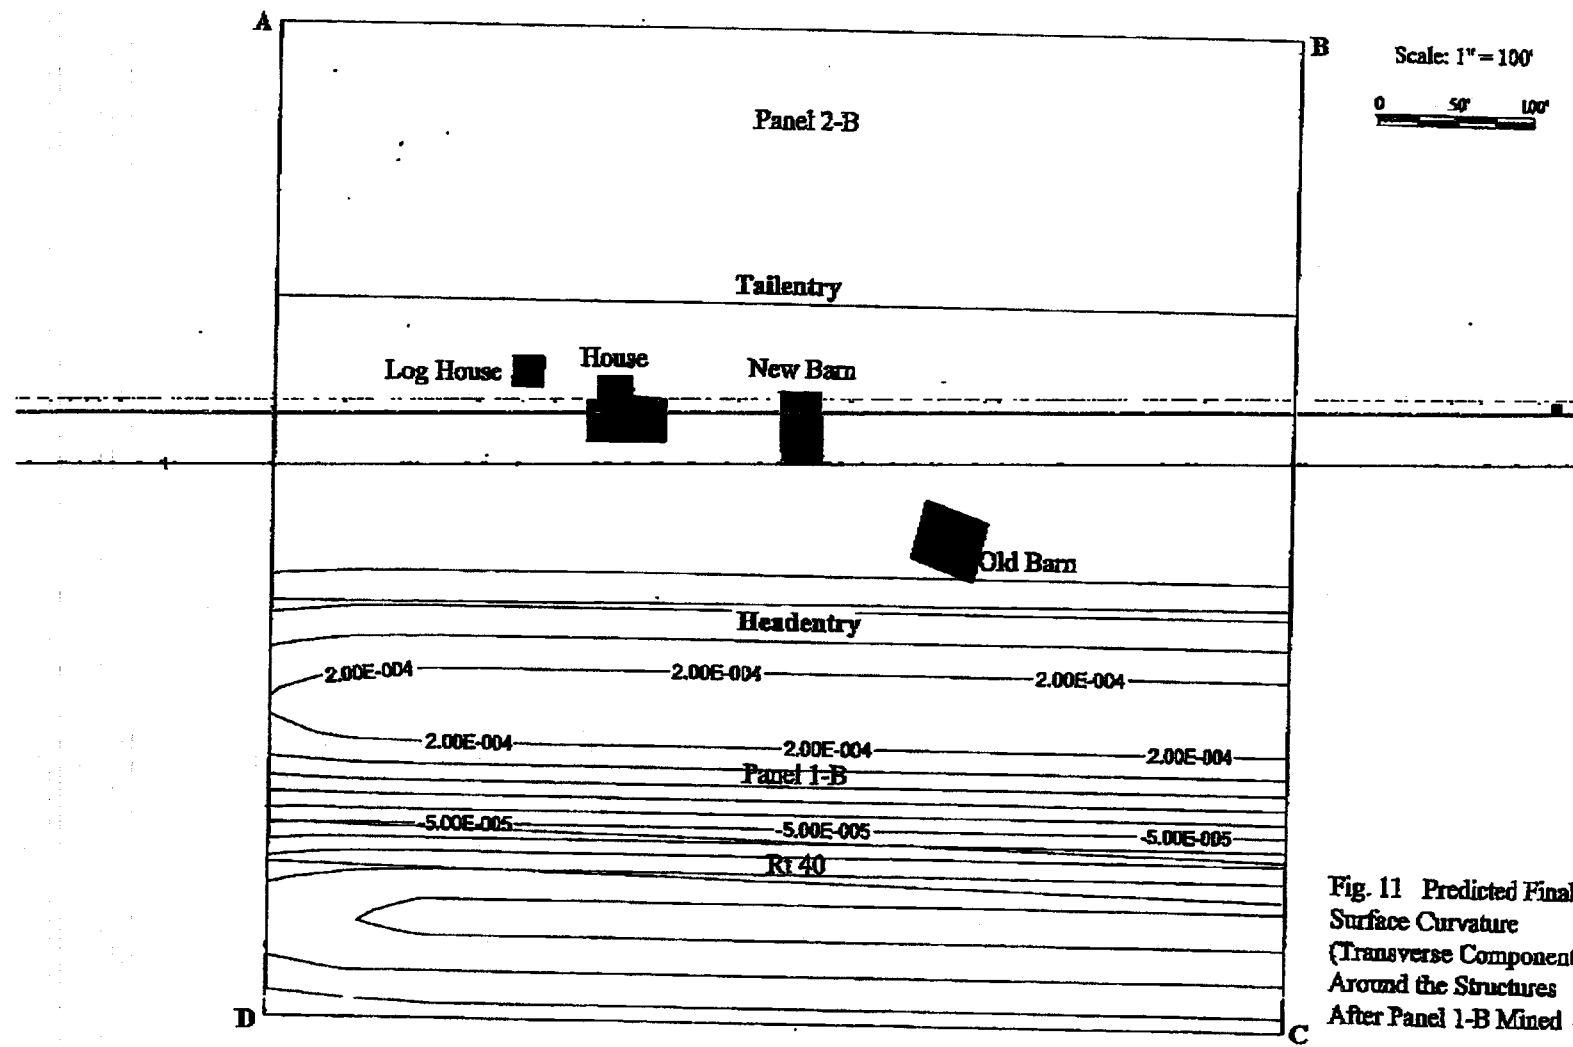 A
B
Scale: 1" = 100'
0 50' 100'
Panel 2-B
Tailentry
Log House
House
New Barn
Old Barn
Headentry
2.00E-004 2.00E-004 2.00E-004
2.00E-004 2.00E-004 2.00E-004
Panel 1-B
-5.00E-005 -5.00E-005 -5.00E-005
Rt 40
Fig. 11 Predicted Final
Surface Curvature
(Transverse Component
Around the Structures
After Panel 1-B Mined
D
C